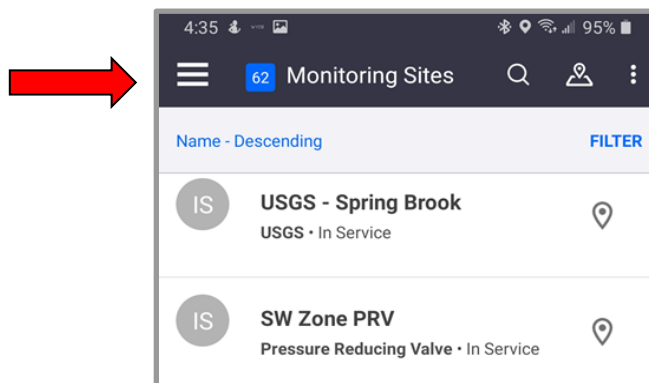 4:35 95%
62 Monitoring Sites
Name - Descending FILTER
IS USGS - Spring Brook
USGS • In Service
IS SW Zone PRV
Pressure Reducing Valve • In Service